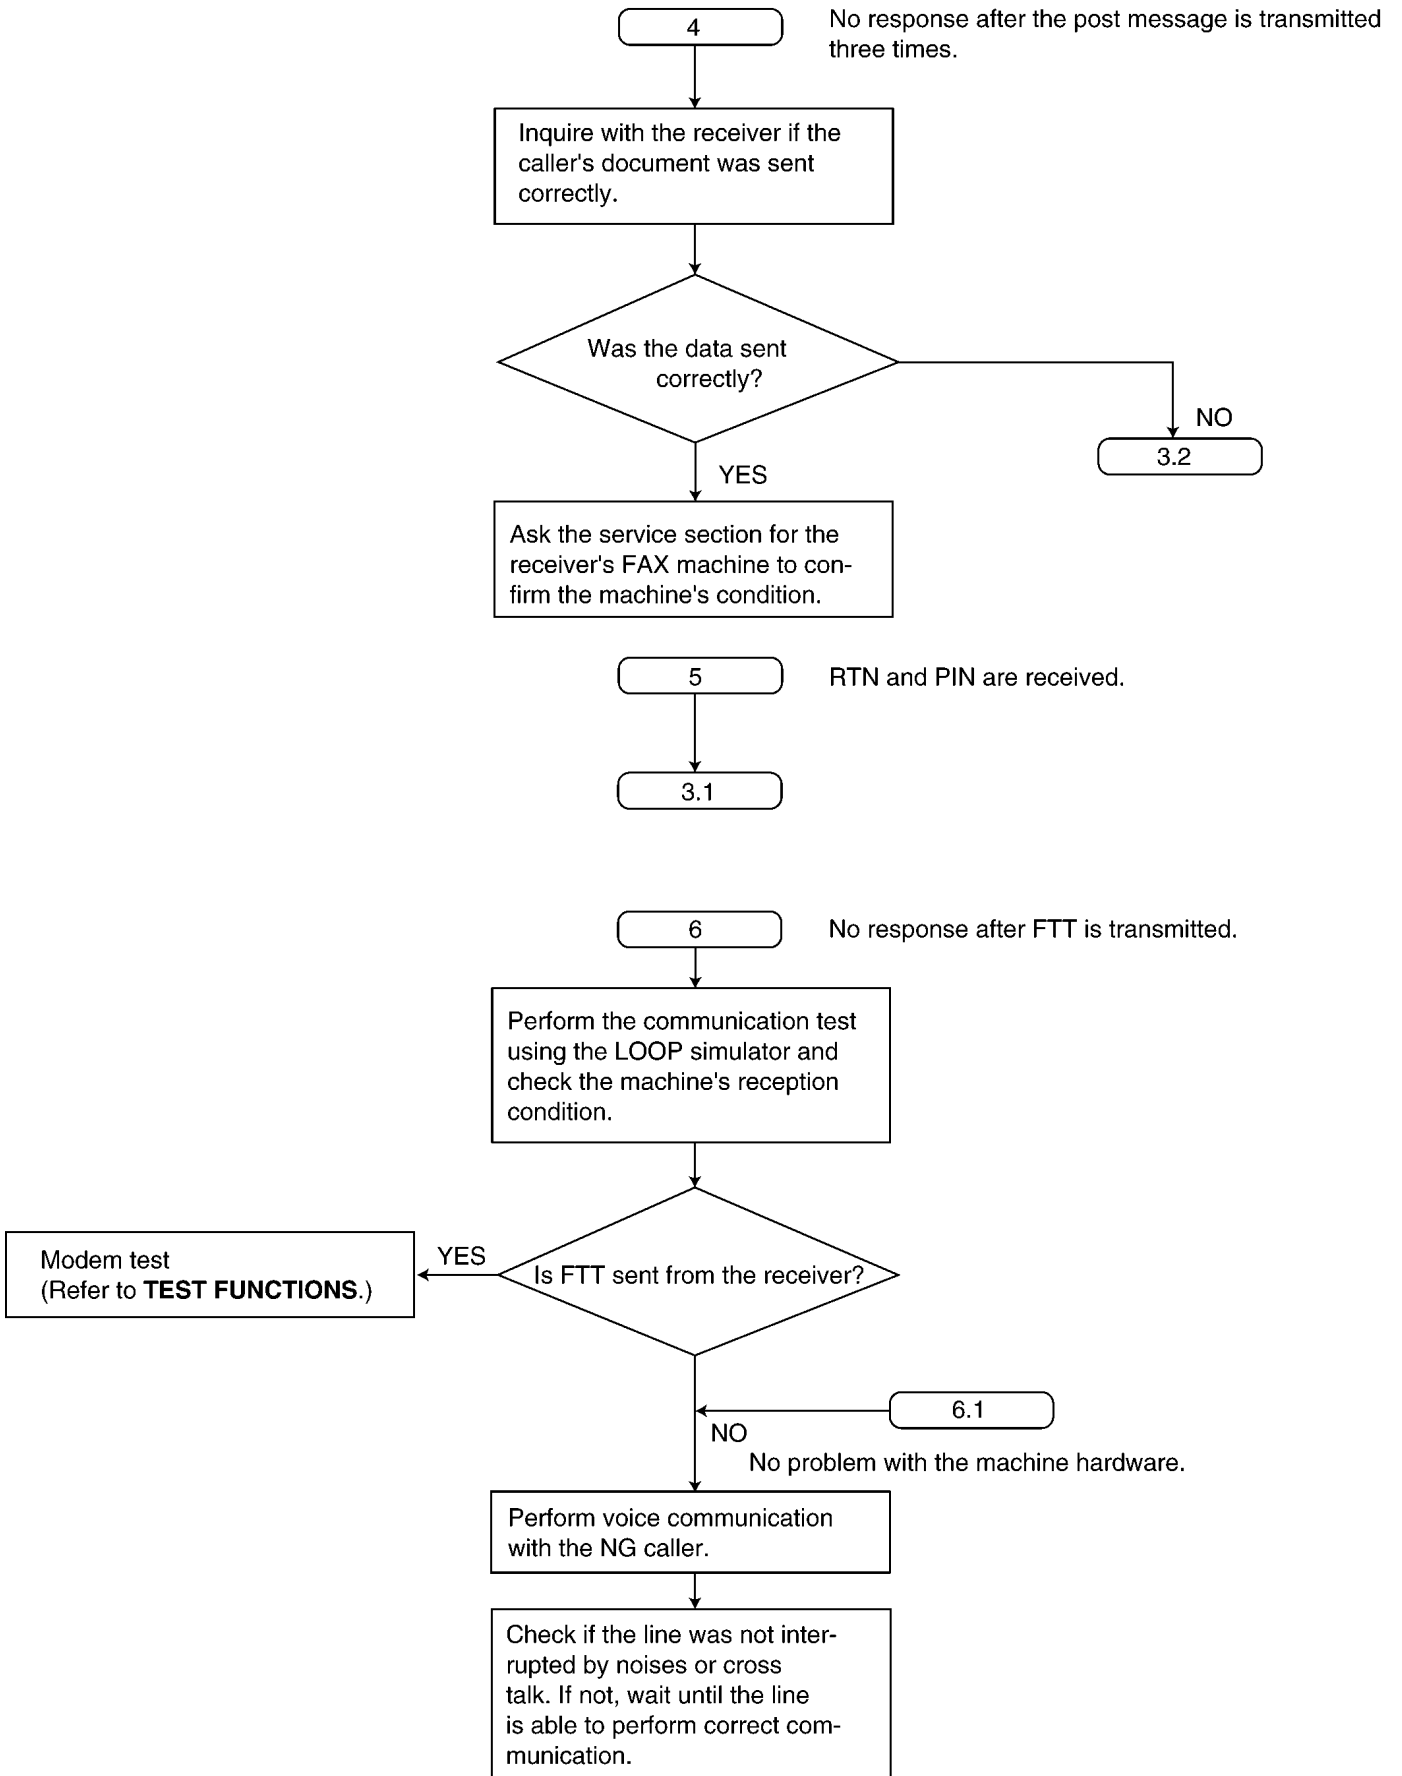 4
No response after the post message is transmitted
three times.
Inquire with the receiver if the
caller's document was sent
correctly.
Was the data sent
correctly?
NO
3.2
YES
Ask the service section for the
receiver's FAX machine to con-
firm the machine's condition.
5
RTN and PIN are received.
3.1
6
No response after FTT is transmitted.
Perform the communication test
using the LOOP simulator and
check the machine's reception
condition.
Modem test
(Refer to TEST FUNCTIONS.)
YES
Is FTT sent from the receiver?
6.1
NO
No problem with the machine hardware.
Perform voice communication
with the NG caller.
Check if the line was not inter-
rupted by noises or cross
talk. If not, wait until the line
is able to perform correct com-
munication.